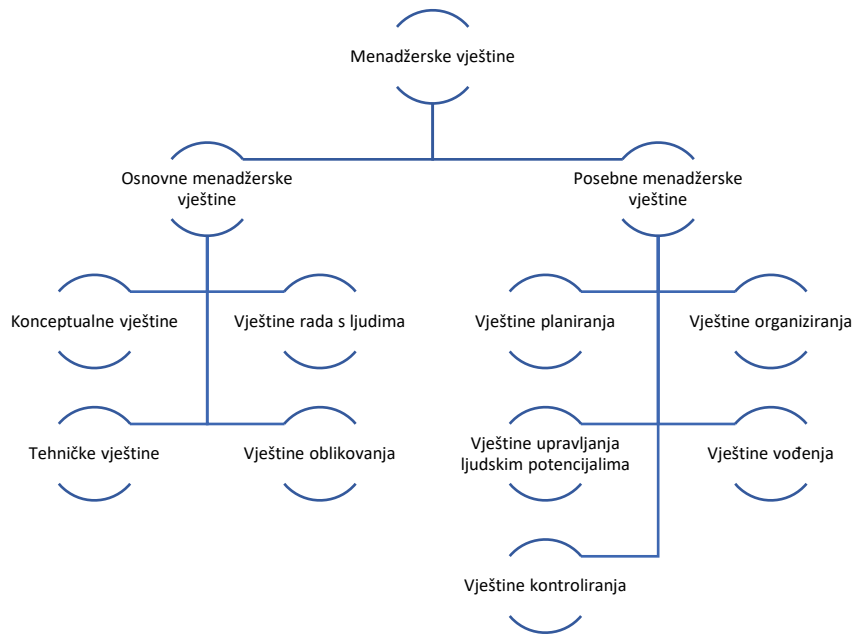 Menadžerske vještine
Osnovne menadžerske
vještine
Posebne menadžerske
vještine
Konceptualne vještine
Vještine rada s ljudima
Vještine planiranja
Vještine organiziranja
Tehničke vještine
Vještine oblikovanja
Vještine upravljanja
ljudskim potencijalima
Vještine vođenja
Vještine kontroliranja